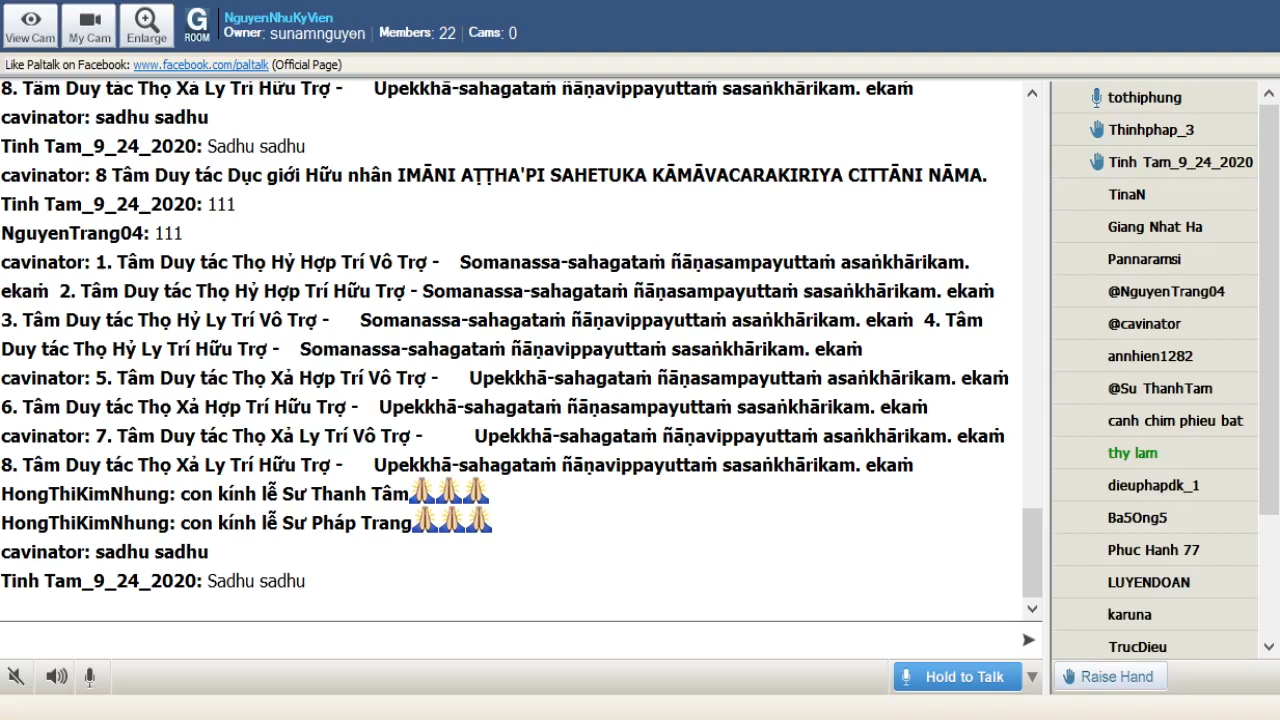 View Cam
My Cam
Enlarge
G
ROOM
NguyenNhuKyVien
Owner: sunamnguyen | Members: 22 | Cams: 0
Like Paltalk on Facebook: www.facebook.com/paltalk (Official Page)
8. Tâm Duy tác Thọ Xả Ly Trí Hữu Trợ - Upekkhā-sahagataṁ ñāṇavippayuttaṁ sasaṅkhārikam. ekaṁ
cavinator: sadhu sadhu
Tinh Tam_9_24_2020: Sadhu sadhu
cavinator: 8 Tâm Duy tác Dục giới Hữu nhân IMĀNI AṬṬHA'PI SAHETUKA KĀMĀVACARAKIRIYA CITTĀNI NĀMA.
Tinh Tam_9_24_2020: 111
NguyenTrang04: 111
cavinator: 1. Tâm Duy tác Thọ Hỷ Hợp Trí Vô Trợ - Somanassa-sahagataṁ ñāṇasampayuttaṁ asaṅkhārikam.
ekaṁ 2. Tâm Duy tác Thọ Hỷ Hợp Trí Hữu Trợ - Somanassa-sahagataṁ ñāṇasampayuttaṁ sasaṅkhārikam. ekaṁ
3. Tâm Duy tác Thọ Hỷ Ly Trí Vô Trợ - Somanassa-sahagataṁ ñāṇavippayuttaṁ asaṅkhārikam. ekaṁ 4. Tâm
Duy tác Thọ Hỷ Ly Trí Hữu Trợ - Somanassa-sahagataṁ ñāṇavippayuttaṁ sasaṅkhārikam. ekaṁ
cavinator: 5. Tâm Duy tác Thọ Xả Hợp Trí Vô Trợ - Upekkhā-sahagataṁ ñāṇasampayuttaṁ asaṅkhārikam. ekaṁ
6. Tâm Duy tác Thọ Xả Hợp Trí Hữu Trợ - Upekkhā-sahagataṁ ñāṇasampayuttaṁ sasaṅkhārikam. ekaṁ
cavinator: 7. Tâm Duy tác Thọ Xả Ly Trí Vô Trợ - Upekkhā-sahagataṁ ñāṇavippayuttaṁ asaṅkhārikam. ekaṁ
8. Tâm Duy tác Thọ Xả Ly Trí Hữu Trợ - Upekkhā-sahagataṁ ñāṇavippayuttaṁ sasaṅkhārikam. ekaṁ
HongThiKimNhung: con kính lễ Sư Thanh Tâm🙏🙏🙏
HongThiKimNhung: con kính lễ Sư Pháp Trang🙏🙏🙏
cavinator: sadhu sadhu
Tinh Tam_9_24_2020: Sadhu sadhu
Hold to Talk
tothiphung
Thinhphap_3
Tinh Tam_9_24_2020
TinaN
Giang Nhat Ha
Pannaramsi
@NguyenTrang04
@cavinator
annhien1282
@Su ThanhTam
canh chim phieu bat
thy lam
dieuphapdk_1
Ba5Ong5
Phuc Hanh 77
LUYENDOAN
karuna
TrucDieu
Raise Hand